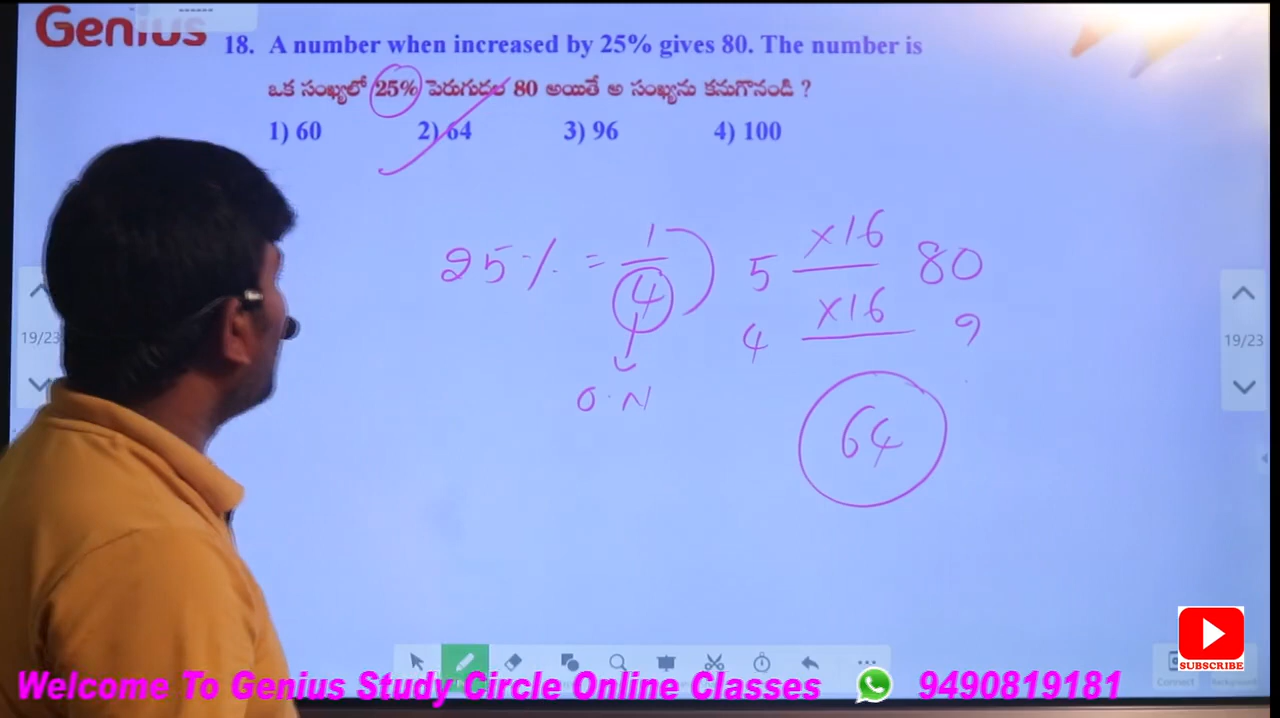 Genius
18. A number when increased by 25% gives 80. The number is
ఒక సంఖ్యలో 25% పెరుగుదల 80 అయితే అ సంఖ్యను కనుగొనండి ?
1) 60 2) 64 3) 96 4) 100
25% = 1/4
5 ×16 80
4 ×16 ?
O.N
64
19/23
19/23
Connect
Background
SUBSCRIBE
Welcome To Genius Study Circle Online Classes 9490819181